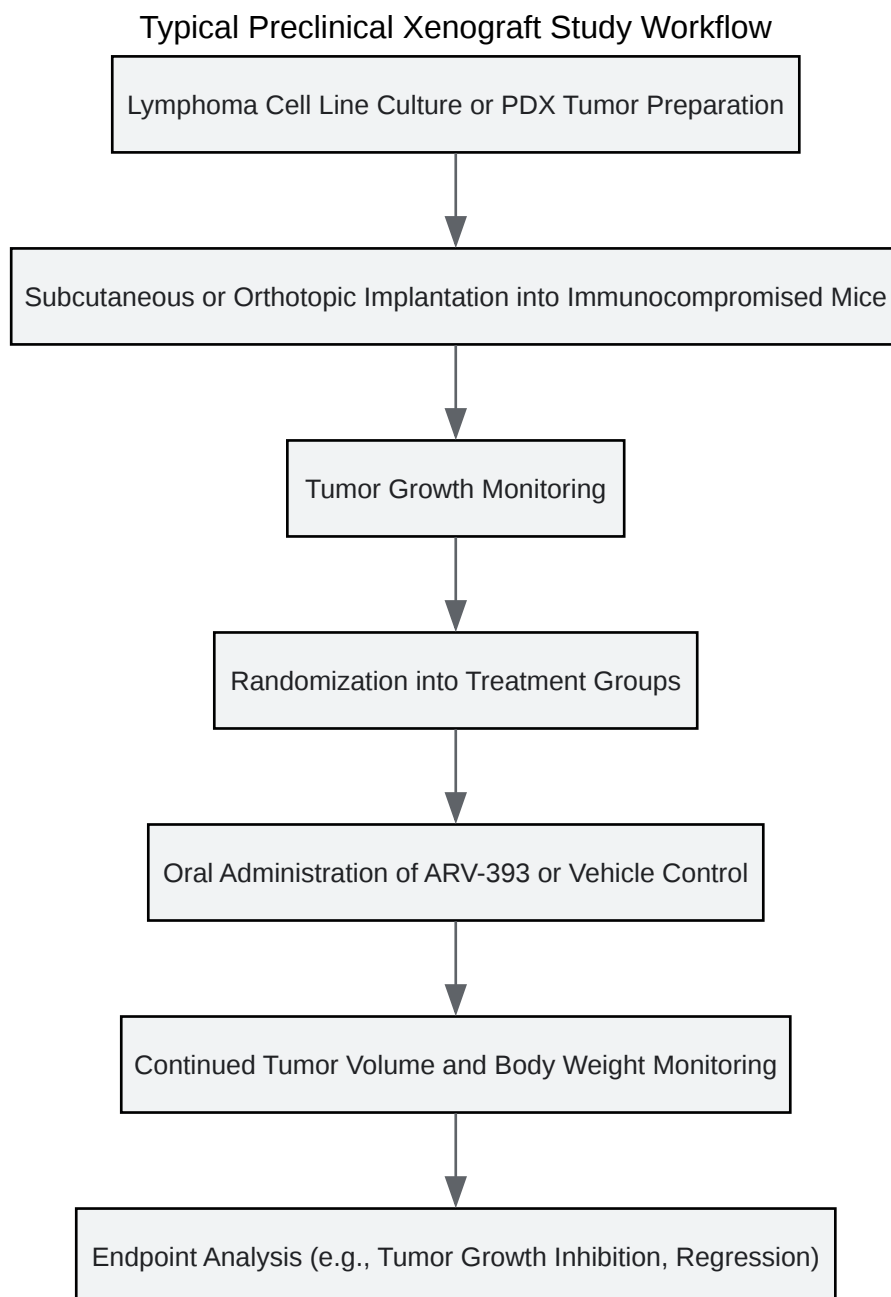 Typical Preclinical Xenograft Study Workflow
Lymphoma Cell Line Culture or PDX Tumor Preparation
Subcutaneous or Orthotopic Implantation into Immunocompromised Mice
Tumor Growth Monitoring
Randomization into Treatment Groups
Oral Administration of ARV-393 or Vehicle Control
Continued Tumor Volume and Body Weight Monitoring
Endpoint Analysis (e.g., Tumor Growth Inhibition, Regression)